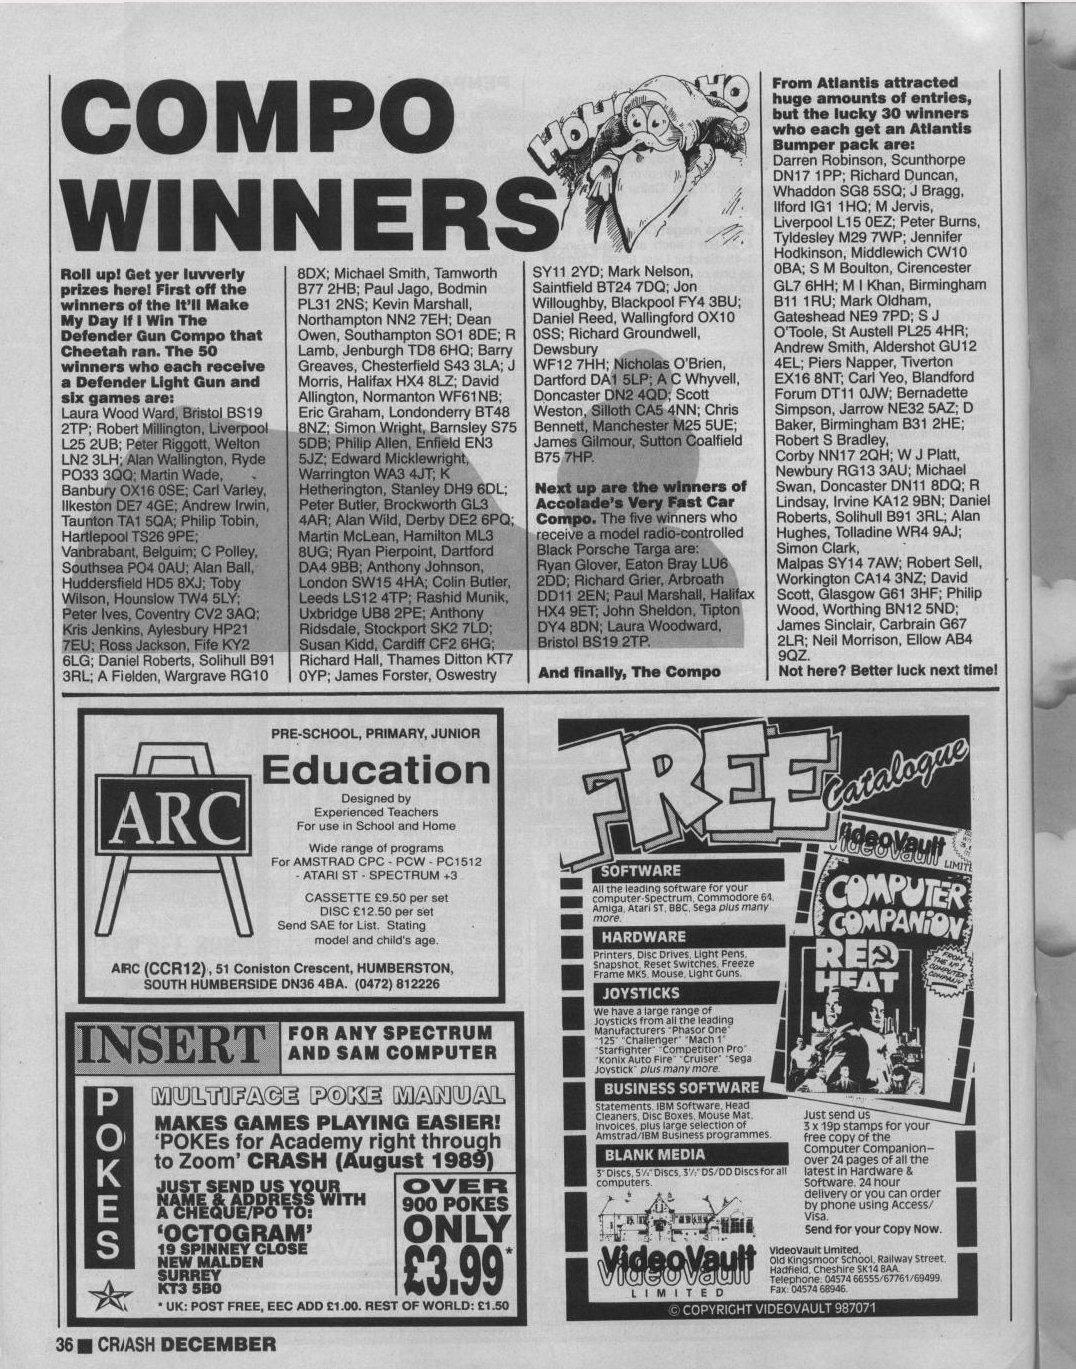 COMPO
WINNERS
HO HO HO
Roll up! Get yer luvverly
prizes here! First off the
winners of the It'll Make
My Day If I Win The
Defender Gun Compo that
Cheetah ran. The 50
winners who each receive
a Defender Light Gun and
six games are:
Laura Wood Ward, Bristol BS19
2TP; Robert Millington, Liverpool
L25 2UB; Peter Riggott, Welton
LN2 3LH; Alan Wallington, Ryde
PO33 3QQ; Martin Wade,
Banbury OX16 0SE; Carl Varley,
Ilkeston DE7 4GE; Andrew Irwin,
Taunton TA1 5QA; Philip Tobin,
Hartlepool TS26 9PE;
Vanbrabant, Belguim; C Polley,
Southsea PO4 0AU; Alan Ball,
Huddersfield HD5 8XJ; Toby
Wilson, Hounslow TW4 5LY;
Peter Ives, Coventry CV2 3AQ;
Kris Jenkins, Aylesbury HP21
7EU; Ross Jackson, Fife KY2
6LG; Daniel Roberts, Solihull B91
3RL; A Fielden, Wargrave RG10
8DX; Michael Smith, Tamworth
B77 2HB; Paul Jago, Bodmin
PL31 2NS; Kevin Marshall,
Northampton NN2 7EH; Dean
Owen, Southampton SO1 8DE; R
Lamb, Jenburgh TD8 6HQ; Barry
Greaves, Chesterfield S43 3LA; J
Morris, Halifax HX4 8LZ; David
Allington, Normanton WF61NB;
Eric Graham, Londonderry BT48
8NZ; Simon Wright, Barnsley S75
5DB; Philip Allen, Enfield EN3
5JZ; Edward Micklewright,
Warrington WA3 4JT; K
Hetherington, Stanley DH9 6DL;
Peter Butler, Brockworth GL3
4AR; Alan Wild, Derby DE2 6PQ;
Martin McLean, Hamilton ML3
8UG; Ryan Pierpoint, Dartford
DA4 9BB; Anthony Johnson,
London SW15 4HA; Colin Butler,
Leeds LS12 4TP; Rashid Munik,
Uxbridge UB8 2PE; Anthony
Ridsdale, Stockport SK2 7LD;
Susan Kidd, Cardiff CF2 6HG;
Richard Hall, Thames Ditton KT7
0YP; James Forster, Oswestry
SY11 2YD; Mark Nelson,
Saintfield BT24 7DQ; Jon
Willoughby, Blackpool FY4 3BU;
Daniel Reed, Wallingford OX10
0SS; Richard Groundwell,
Dewsbury
WF12 7HH; Nicholas O'Brien,
Dartford DA1 5LP; A C Whyvell,
Doncaster DN2 4QD; Scott
Weston, Silloth CA5 4NN; Chris
Bennett, Manchester M25 5UE;
James Gilmour, Sutton Coalfield
B75 7HP.
Next up are the winners of
Accolade's Very Fast Car
Compo. The five winners who
receive a model radio-controlled
Black Porsche Targa are:
Ryan Glover, Eaton Bray LU6
2DD; Richard Grier, Arbroath
DD11 2EN; Paul Marshall, Halifax
HX4 9ET; John Sheldon, Tipton
DY4 8DN; Laura Woodward,
Bristol BS19 2TP.
And finally, The Compo
From Atlantis attracted
huge amounts of entries,
but the lucky 30 winners
who each get an Atlantis
Bumper pack are:
Darren Robinson, Scunthorpe
DN17 1PP; Richard Duncan,
Whaddon SG8 5SQ; J Bragg,
Ilford IG1 1HQ; M Jervis,
Liverpool L15 0EZ; Peter Burns,
Tyldesley M29 7WP; Jennifer
Hodkinson, Middlewich CW10
0BA; S M Boulton, Cirencester
GL7 6HH; M I Khan, Birmingham
B11 1RU; Mark Oldham,
Gateshead NE9 7PD; S J
O'Toole, St Austell PL25 4HR;
Andrew Smith, Aldershot GU12
4EL; Piers Napper, Tiverton
EX16 8NT; Carl Yeo, Blandford
Forum DT11 0JW; Bernadette
Simpson, Jarrow NE32 5AZ; D
Baker, Birmingham B31 2HE;
Robert S Bradley,
Corby NN17 2QH; W J Platt,
Newbury RG13 3AU; Michael
Swan, Doncaster DN11 8DQ; R
Lindsay, Irvine KA12 9BN; Daniel
Roberts, Solihull B91 3RL; Alan
Hughes, Tolladine WR4 9AJ;
Simon Clark,
Malpas SY14 7AW; Robert Sell,
Workington CA14 3NZ; David
Scott, Glasgow G61 3HF; Philip
Wood, Worthing BN12 5ND;
James Sinclair, Carbrain G67
2LR; Neil Morrison, Ellow AB4
9QZ.
Not here? Better luck next time!
ARC
PRE-SCHOOL, PRIMARY, JUNIOR
Education
Designed by
Experienced Teachers
For use in School and Home
Wide range of programs
For AMSTRAD CPC - PCW - PC1512
- ATARI ST - SPECTRUM +3
CASSETTE £9.50 per set
DISC £12.50 per set
Send SAE for List. Stating
model and child's age.
ARC (CCR12), 51 Coniston Crescent, HUMBERSTON,
SOUTH HUMBERSIDE DN36 4BA. (0472) 812226
INSERT FOR ANY SPECTRUM
AND SAM COMPUTER
POKES
MULTIFACE POKE MANUAL
MAKES GAMES PLAYING EASIER!
'POKEs for Academy right through
to Zoom' CRASH (August 1989)
JUST SEND US YOUR
NAME & ADDRESS WITH
A CHEQUE/PO TO:
'OCTOGRAM'
19 SPINNEY CLOSE
NEW MALDEN
SURREY
KT3 5BQ
OVER
900 POKES
ONLY
£3.99*
* UK: POST FREE, EEC ADD £1.00. REST OF WORLD: £1.50
FREE
Catalogue
SOFTWARE
All the leading software for your
computer-Spectrum, Commodore 64,
Amiga, Atari ST, BBC, Sega plus many
more.
HARDWARE
Printers, Disc Drives, Light Pens,
Snapshot, Reset Switches, Freeze
Frame MK5, Mouse, Light Guns.
JOYSTICKS
We have a large range of
Joysticks from all the leading
Manufacturers "Phasor One"
"125" "Challenger" "Mach 1"
"Starfighter" "Competition Pro"
"Konix Auto Fire" "Cruiser" "Sega
Joystick" plus many more.
BUSINESS SOFTWARE
Statements, IBM Software, Head
Cleaners, Disc Boxes, Mouse Mat,
Invoices, plus large selection of
Amstrad/IBM Business programmes.
BLANK MEDIA
3" Discs, 5¼" Discs, 3½" DS/DD Discs for all
computers.
VideoVault
LIMITED
VideoVault
LIMITE
COMPUTER
COMPANION
RED
HEAT
FROM
THE No 1
COMPUTER
COMPANY
Just send us
3 x 19p stamps for your
free copy of the
Computer Companion–
over 24 pages of all the
latest in Hardware &
Software. 24 hour
delivery or you can order
by phone using Access/
Visa.
Send for your Copy Now.
VideoVault Limited,
Old Kingsmoor School, Railway Street,
Hadfield, Cheshire SK14 8AA.
Telephone: 04574 66555/67761/69499.
Fax: 04574 68946.
© COPYRIGHT VIDEOVAULT 987071
36 ■ CRASH DECEMBER